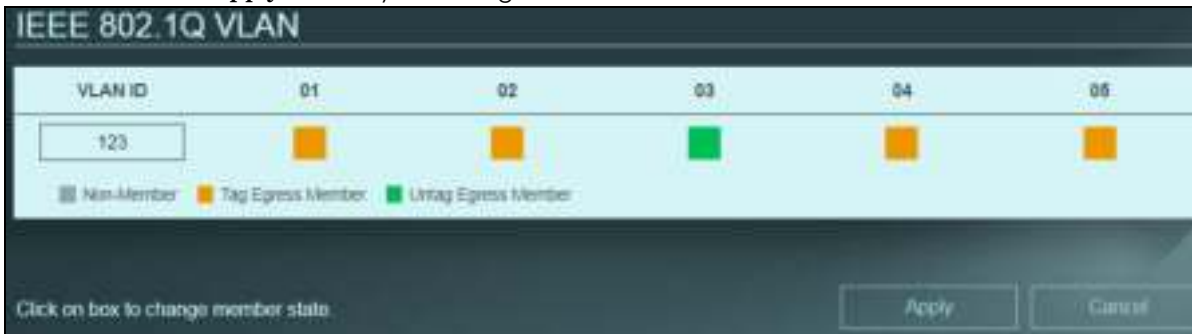 IEEE 802.1Q VLAN
VLAN ID 01 02 03 04 05
123
Non-Member Tag Egress Member Untag Egress Member
Click on box to change member state.
Apply Cancel